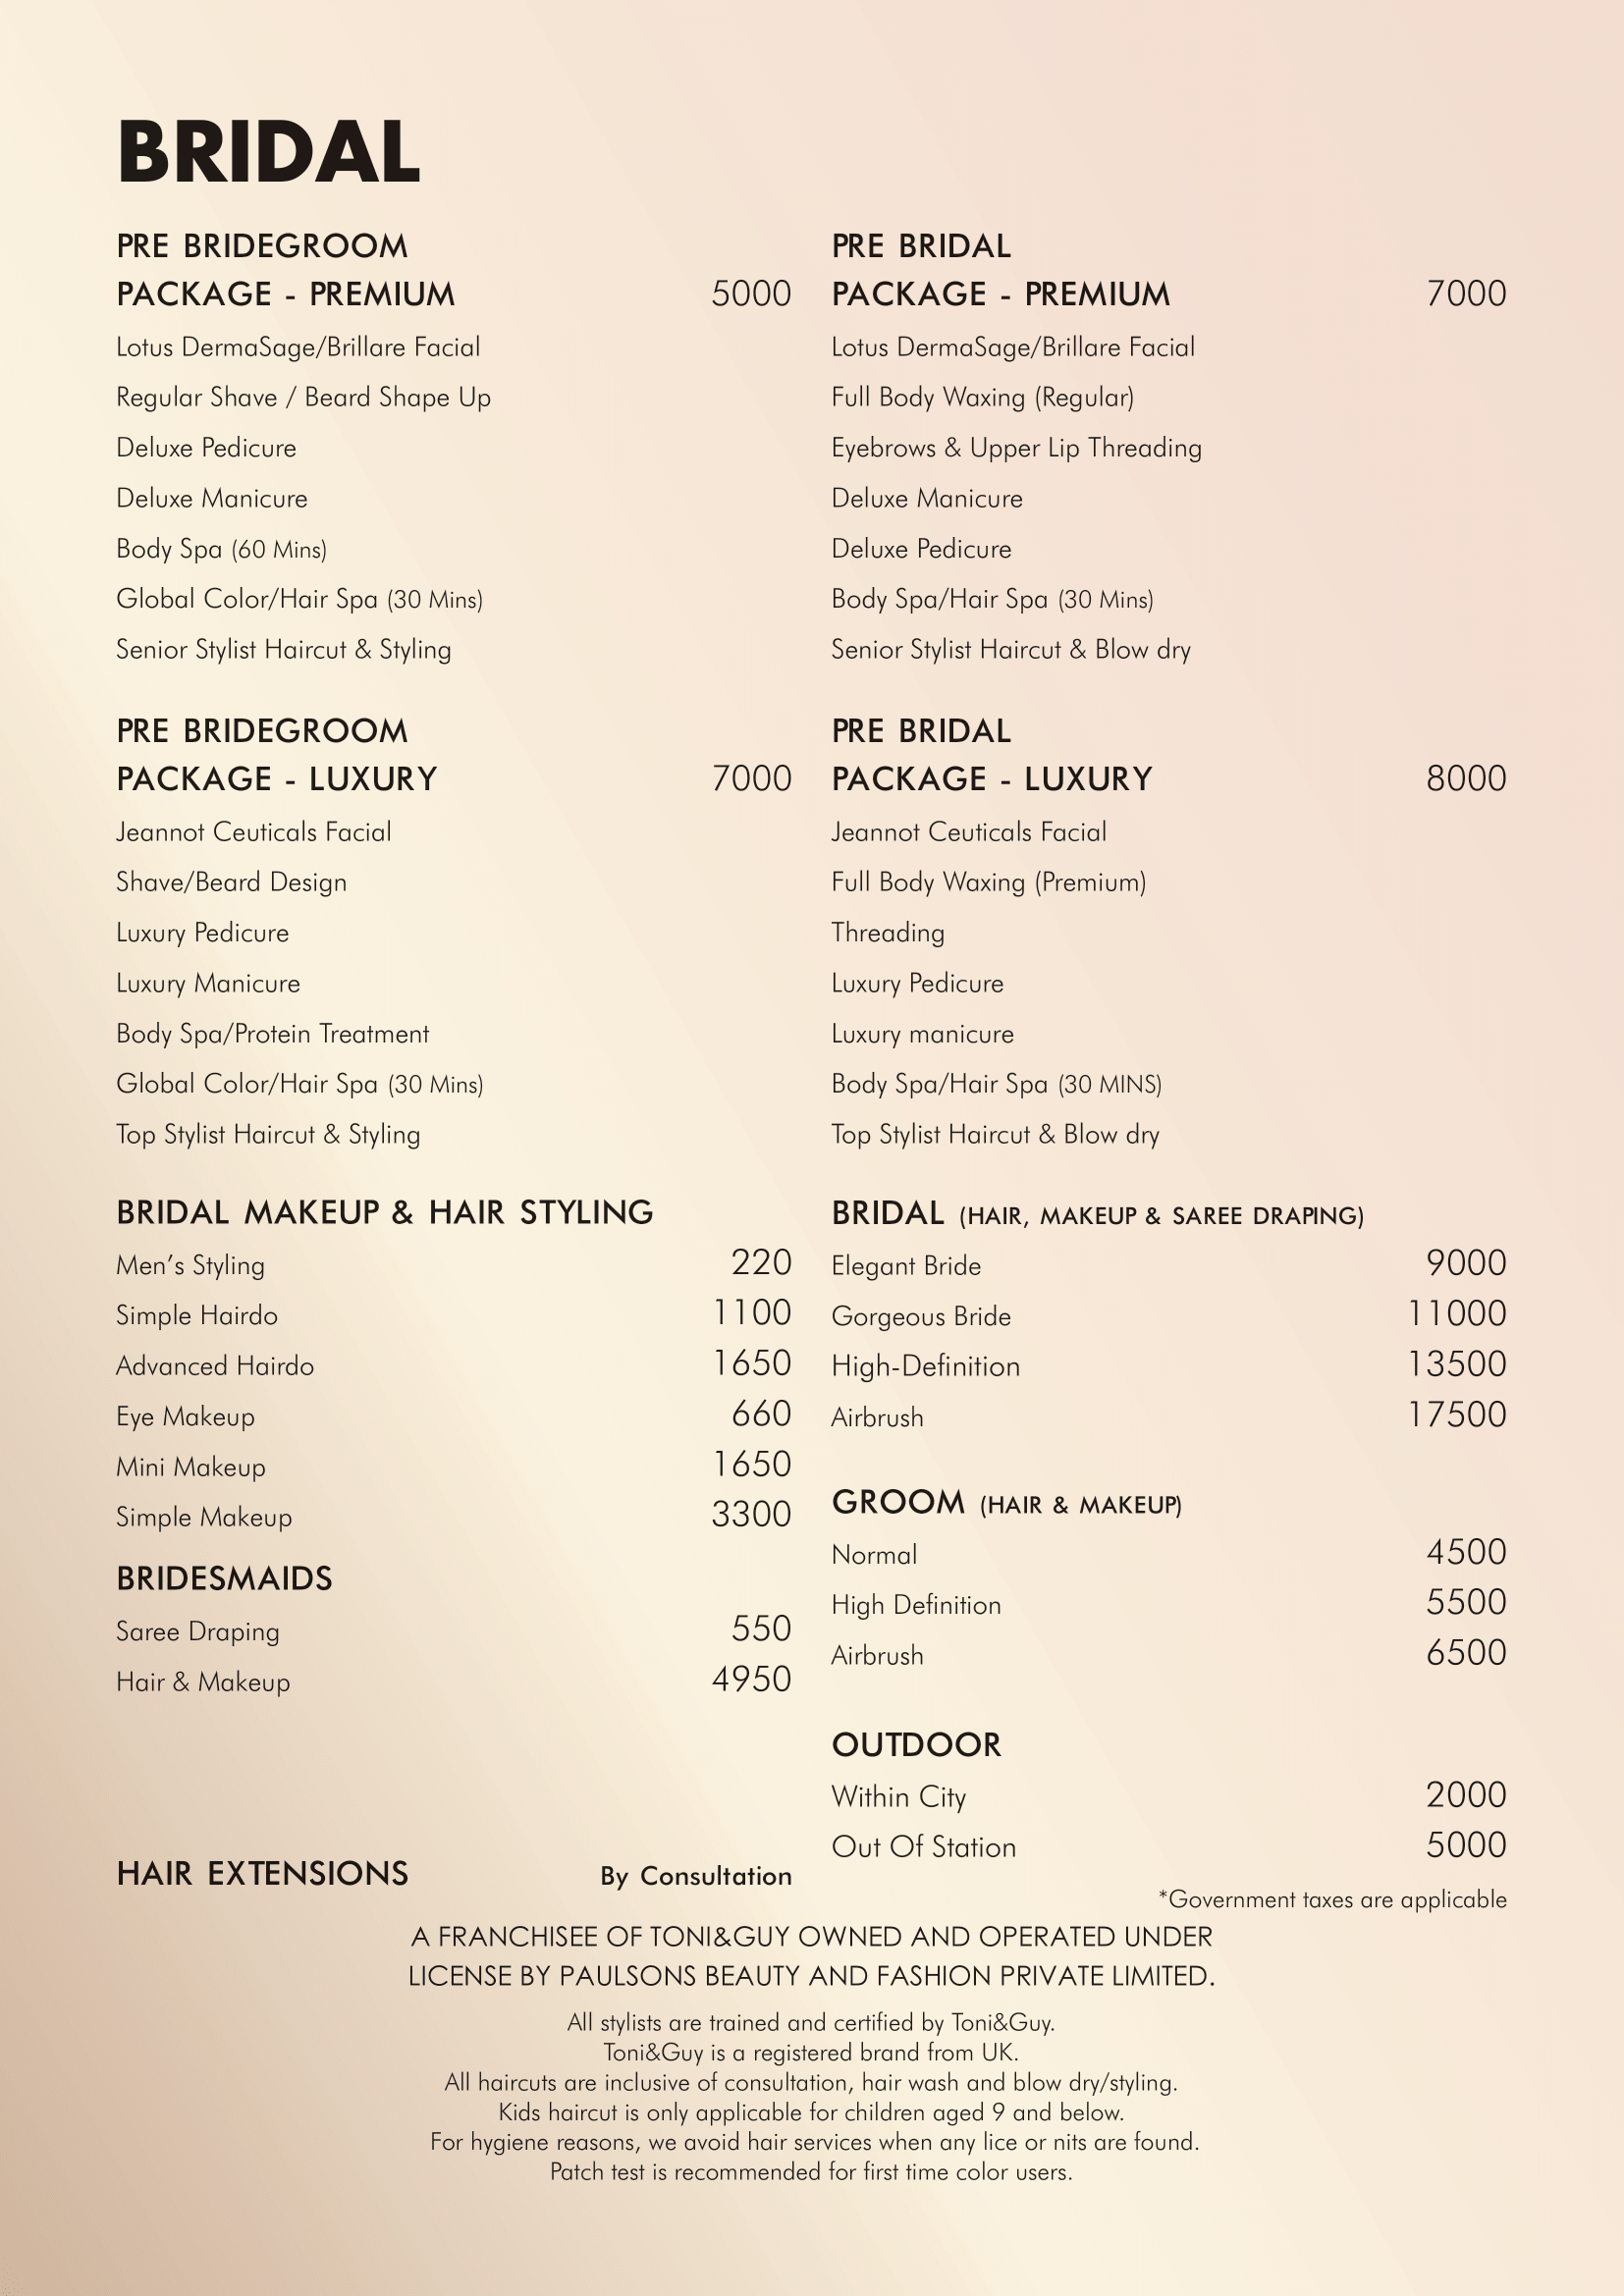 BRIDAL
PRE BRIDEGROOM
PACKAGE - PREMIUM 5000
Lotus DermaSage/Brillare Facial
Regular Shave / Beard Shape Up
Deluxe Pedicure
Deluxe Manicure
Body Spa (60 Mins)
Global Color/Hair Spa (30 Mins)
Senior Stylist Haircut & Styling
PRE BRIDEGROOM
PACKAGE - LUXURY 7000
Jeannot Ceuticals Facial
Shave/Beard Design
Luxury Pedicure
Luxury Manicure
Body Spa/Protein Treatment
Global Color/Hair Spa (30 Mins)
Top Stylist Haircut & Styling
BRIDAL MAKEUP & HAIR STYLING
Men’s Styling 220
Simple Hairdo 1100
Advanced Hairdo 1650
Eye Makeup 660
Mini Makeup 1650
Simple Makeup 3300
BRIDESMAIDS
Saree Draping 550
Hair & Makeup 4950
HAIR EXTENSIONS By Consultation
PRE BRIDAL
PACKAGE - PREMIUM 7000
Lotus DermaSage/Brillare Facial
Full Body Waxing (Regular)
Eyebrows & Upper Lip Threading
Deluxe Manicure
Deluxe Pedicure
Body Spa/Hair Spa (30 Mins)
Senior Stylist Haircut & Blow dry
PRE BRIDAL
PACKAGE - LUXURY 8000
Jeannot Ceuticals Facial
Full Body Waxing (Premium)
Threading
Luxury Pedicure
Luxury manicure
Body Spa/Hair Spa (30 MINS)
Top Stylist Haircut & Blow dry
BRIDAL (HAIR, MAKEUP & SAREE DRAPING)
Elegant Bride 9000
Gorgeous Bride 11000
High-Definition 13500
Airbrush 17500
GROOM (HAIR & MAKEUP)
Normal 4500
High Definition 5500
Airbrush 6500
OUTDOOR
Within City 2000
Out Of Station 5000
*Government taxes are applicable
A FRANCHISEE OF TONI&GUY OWNED AND OPERATED UNDER
LICENSE BY PAULSONS BEAUTY AND FASHION PRIVATE LIMITED.
All stylists are trained and certified by Toni&Guy.
Toni&Guy is a registered brand from UK.
All haircuts are inclusive of consultation, hair wash and blow dry/styling.
Kids haircut is only applicable for children aged 9 and below.
For hygiene reasons, we avoid hair services when any lice or nits are found.
Patch test is recommended for first time color users.